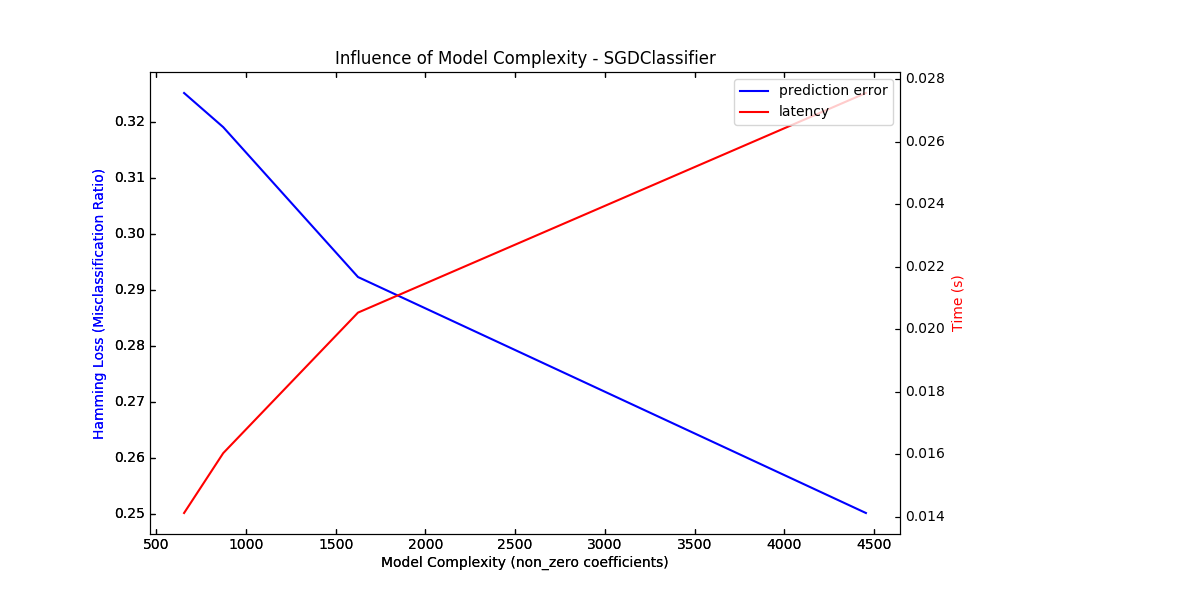 Influence of Model Complexity - SGDClassifier
prediction error
latency
Hamming Loss (Misclassification Ratio)
0.32
0.31
0.30
0.29
0.28
0.27
0.26
0.25
0.028
0.026
0.024
0.022
0.020
0.018
0.016
0.014
Time (s)
500 1000 1500 2000 2500 3000 3500 4000 4500
Model Complexity (non_zero coefficients)